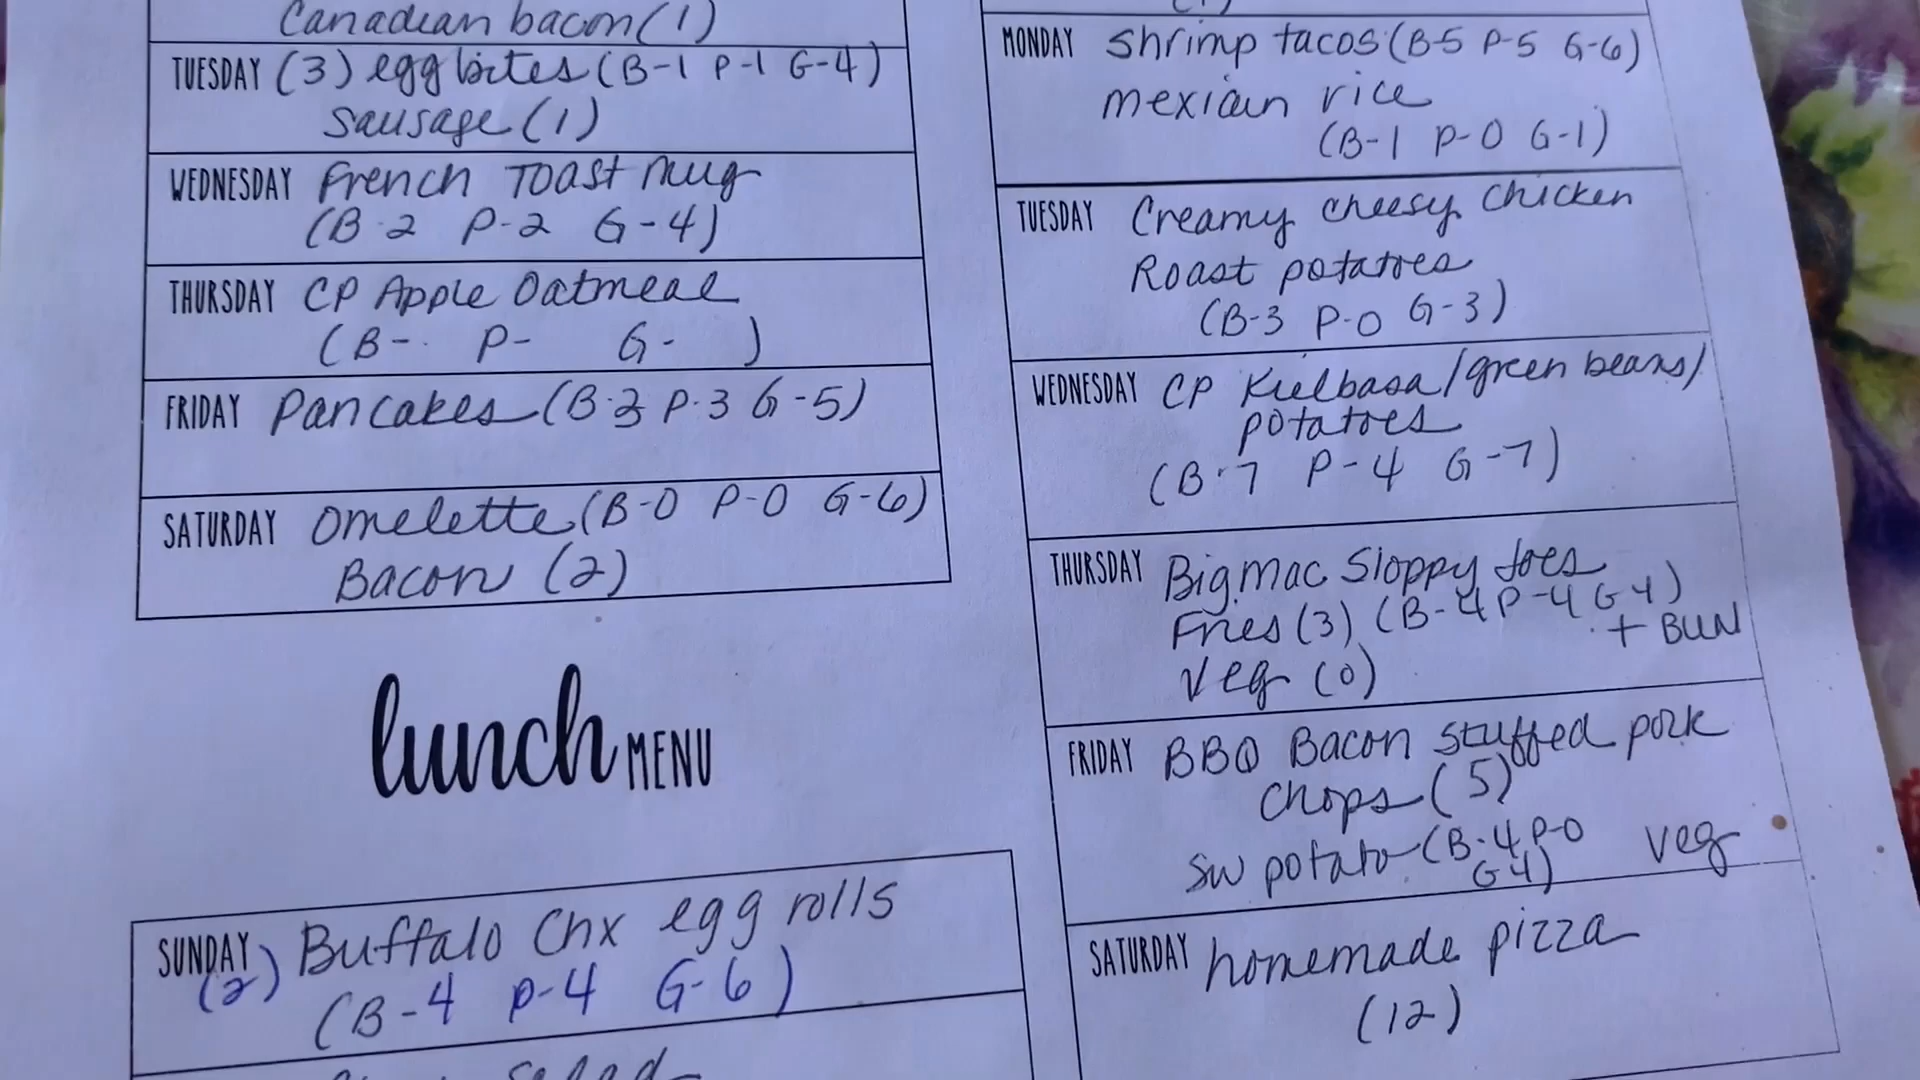 Canadian bacon (1)
TUESDAY (3) egg bites (B-1 P-1 G-4)
Sausage (1)
WEDNESDAY French Toast mug
(B-2 P-2 G-4)
THURSDAY CP Apple Oatmeal
(B- P- G- )
FRIDAY Pancakes (B-3 P-3 G-5)
SATURDAY Omelette (B-0 P-0 G-6)
Bacon (2)
lunch MENU
SUNDAY Buffalo Chx egg rolls
(2) (B-4 P-4 G-6)
Salad
MONDAY Shrimp tacos (B-5 P-5 G-6)
mexican rice
(B-1 P-0 G-1)
TUESDAY Creamy cheesy chicken
Roast potatoes
(B-3 P-0 G-3)
WEDNESDAY CP Kielbasa/green beans/
potatoes
(B-7 P-4 G-7)
THURSDAY Big Mac Sloppy Joes
Fries (3) (B-4 P-4 G 4)
+ BUN
Veg (0)
FRIDAY BBQ Bacon stuffed pork
chops (5)
Sw potato (B-4 P-0 Veg
G 4)
SATURDAY homemade pizza
(12)